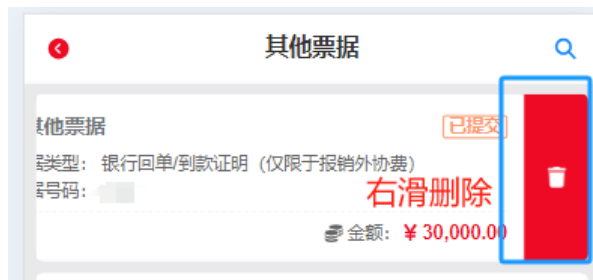 其他票据
其他票据
已提交
据类型：银行回单/到款证明（仅限于报销外协费）
据号码：
右滑删除
金额：￥30,000.00